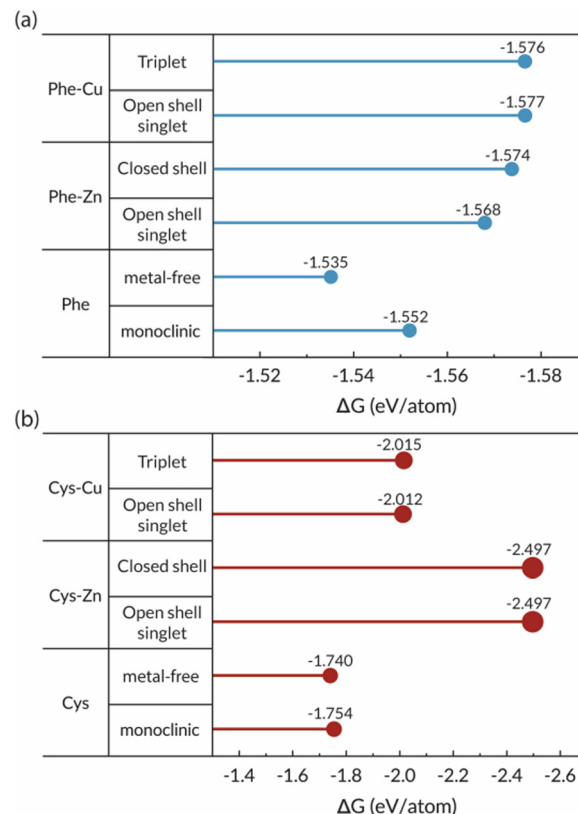 (a)
Phe-Cu
Triplet
-1.576
Open shell
singlet
-1.577
Phe-Zn
Closed shell
-1.574
Open shell
singlet
-1.568
Phe
metal-free
-1.535
monoclinic
-1.552
-1.52 -1.54 -1.56 -1.58
ΔG (eV/atom)
(b)
Cys-Cu
Triplet
-2.015
Open shell
singlet
-2.012
Cys-Zn
Closed shell
-2.497
Open shell
singlet
-2.497
Cys
metal-free
-1.740
monoclinic
-1.754
-1.4 -1.6 -1.8 -2.0 -2.2 -2.4 -2.6
ΔG (eV/atom)